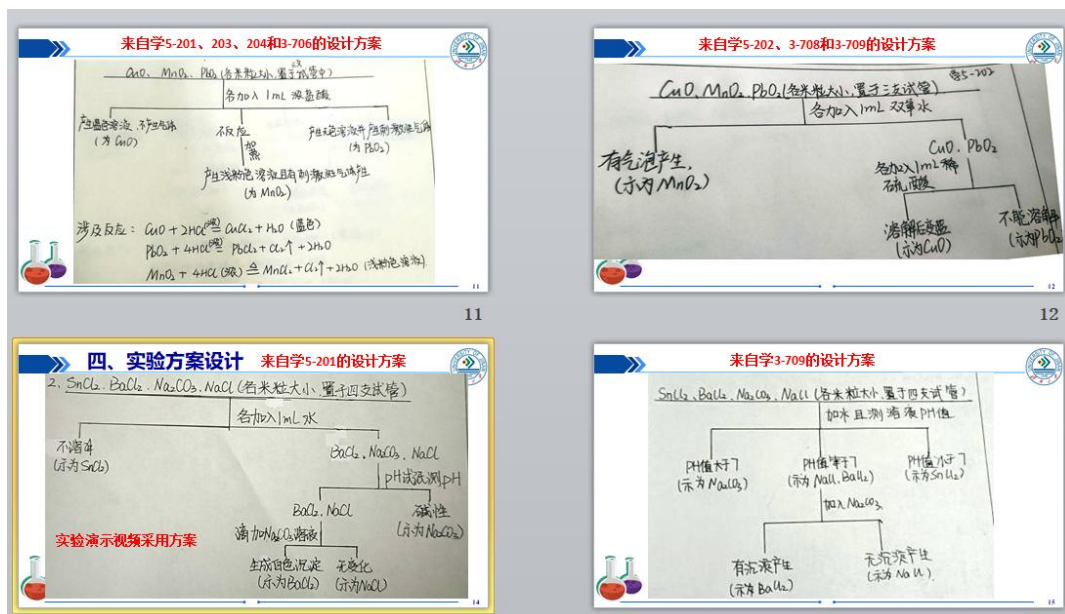 来自学5-201、203、204和3-706的设计方案
CuO、MnO₂、PbO₂(各米粒大小,置于三支试管中)
各加入1mL浓盐酸
产生蓝色溶液,不产生气体
(为CuO)
不反应
加热
产生浅粉色溶液且有刺激性气体产生
(为MnO₂)
(为PbO₂)
涉及反应: CuO + 2HCl(浓) = CuCl₂ + H₂O (蓝色)
PbO₂ + 4HCl(浓) = PbCl₂ + Cl₂↑ + 2H₂O
MnO₂ + 4HCl (浓) ≜ MnCl₂ + Cl₂↑ + 2H₂O (浅粉色溶液)
11
11
来自学5-202、3-708和3-709的设计方案
学5-202
CuO、MnO₂、PbO₂(各米粒大小、置于三支试管)
各加入1mL 双氧水
有气泡产生,
(示为MnO₂)
CuO、PbO₂
各加入1mL稀
硫酸
溶解后变蓝
(示为CuO)
不能溶解
(示为PbO₂)
12
12
四、实验方案设计 来自学5-201的设计方案
2、SnCl₂、BaCl₂、Na₂CO₃、NaCl(各米粒大小、置于四支试管)
各加入1mL水
不溶解
(示为SnCl₂)
BaCl₂、Na₂CO₃、NaCl
pH试纸测pH
BaCl₂、NaCl
碱性
(示为Na₂CO₃)
滴加Na₂CO₃溶液
生成白色沉淀
(示为BaCl₂)
无变化
(示为NaCl)
实验演示视频采用方案
14
来自学3-709的设计方案
SnCl₂、BaCl₂、Na₂CO₃、NaCl (各米粒大小、置于四支试管)
加水且测溶液PH值
PH值大于7
(示为Na₂CO₃)
PH值等于7
(示为NaCl、BaCl₂)
PH值小于7
(示为SnCl₂)
加入Na₂CO₃
有沉淀产生
(示为BaCl₂)
无沉淀产生
(示为NaCl)
15